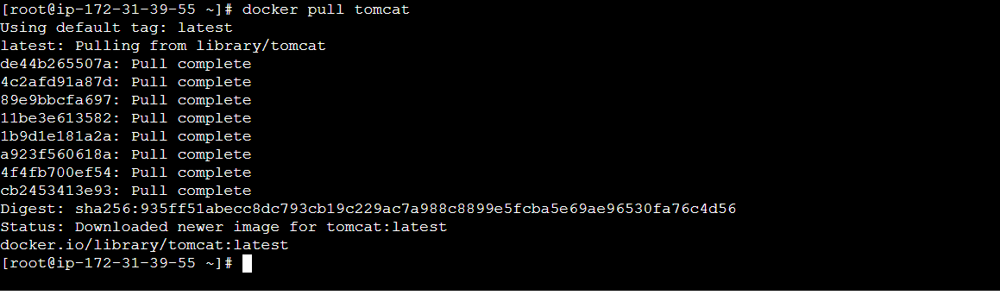 [root@ip-172-31-39-55 ~]# docker pull tomcat
Using default tag: latest
latest: Pulling from library/tomcat
de44b265507a: Pull complete
4c2afd91a87d: Pull complete
89e9bbcfa697: Pull complete
11be3e613582: Pull complete
1b9d1e181a2a: Pull complete
a923f560618a: Pull complete
4f4fb700ef54: Pull complete
cb2453413e93: Pull complete
Digest: sha256:935ff51abecc8dc793cb19c229ac7a988c8899e5fcba5e69ae96530fa76c4d56
Status: Downloaded newer image for tomcat:latest
docker.io/library/tomcat:latest
[root@ip-172-31-39-55 ~]#